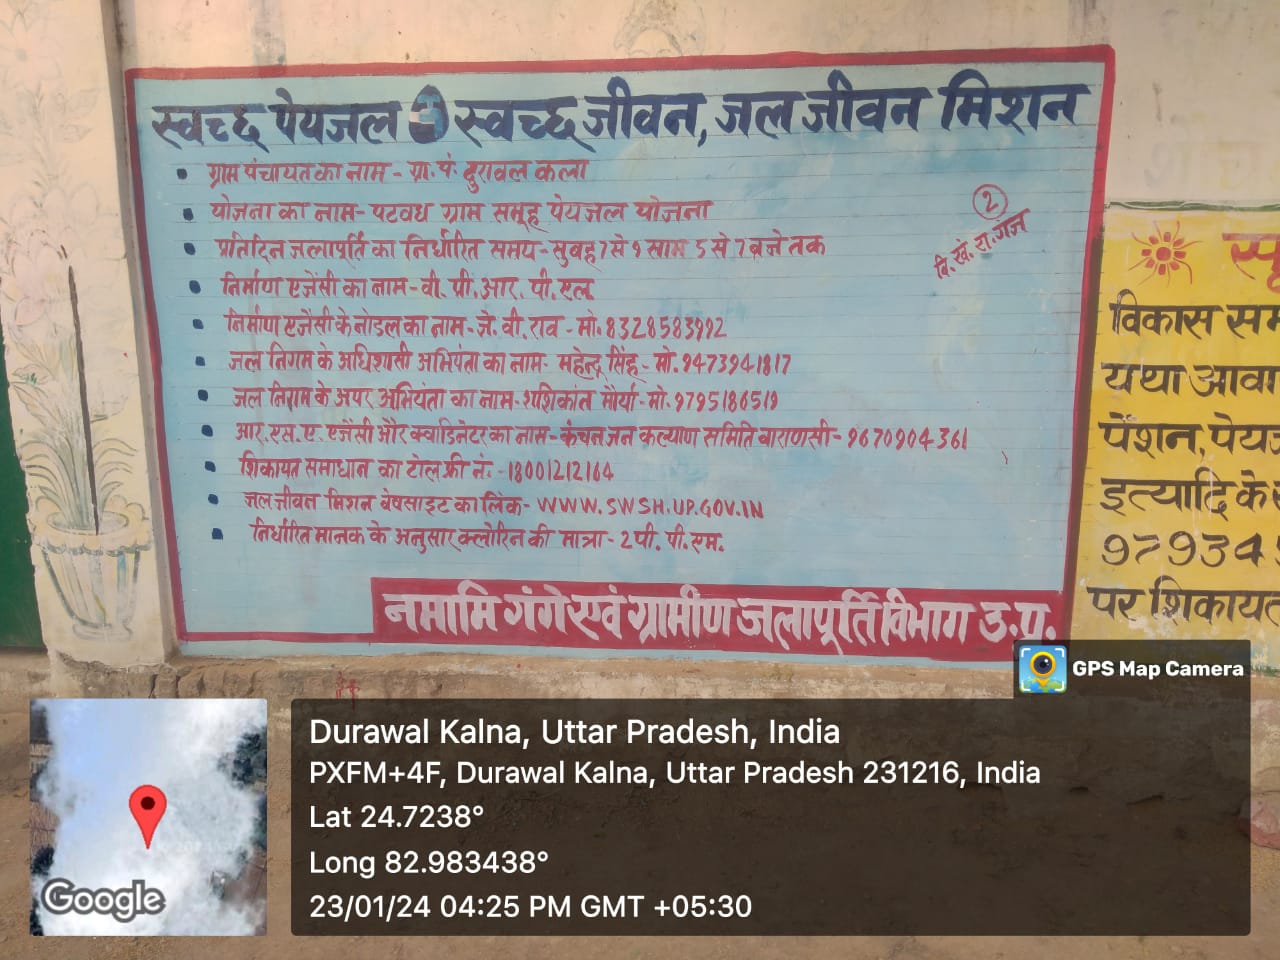 स्वच्छ पेयजल स्वच्छ जीवन, जल जीवन मिशन
ग्राम पंचायत का नाम - ग्रा. पं. दुरावल कला
योजना का नाम - पटवध ग्राम समूह पेयजल योजना
प्रतिदिन जलापूर्ति का निर्धारित समय - सुबह 7 से 9 साम 5 से 7 बजे तक
निर्माण एजेंसी का नाम - वी. पी. आर. पी. एल
निर्माण एजेंसी के नोडल का नाम - जे. वी. राव - मो. 8328583992
जल निगम के अधिशासी अभियंता का नाम - महेन्द्र सिंह - मो. 9473941817
जल निगम के अपर अभियंता का नाम - शशिकांत मौर्या - मो. 9795186519
आर. एस. ए. एजेंसी और क्वाडिनेटर का नाम - कंचन जन कल्याण समिति वाराणसी - 9670904361
शिकायत समाधान का टोल फ्री नं. - 18001212164
जल जीवन मिशन वेबसाइट का लिंक - WWW.SWSH.UP.GOV.IN
निर्धारित मानक के अनुसार क्लोरिन की मात्रा - 2 पी. पी. एम.
2
वि. खं. रा. गंज
नमामि गंगे एवं ग्रामीण जलापूर्ति विभाग उ.प्र.
विकास
यथा
पेंशन,
इत्यादि के
97934
पर शिकायत
GPS Map Camera
Google
Durawal Kalna, Uttar Pradesh, India
PXFM+4F, Durawal Kalna, Uttar Pradesh 231216, India
Lat 24.7238°
Long 82.983438°
23/01/24 04:25 PM GMT +05:30